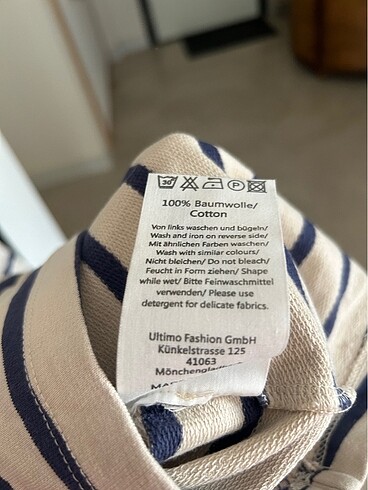 30 P
100% Baumwolle/
Cotton
Von links waschen und bügeln/
Wash and iron on reverse side/
Mit ähnlichen Farben waschen/
Wash with similar colours/
Nicht bleichen/ Do not bleach/
Feucht in Form ziehen/ Shape
while wet/ Bitte Feinwaschmittel
verwenden/ Please use
detergent for delicate fabrics.
Ultimo Fashion GmbH
Künkelstrasse 125
41063